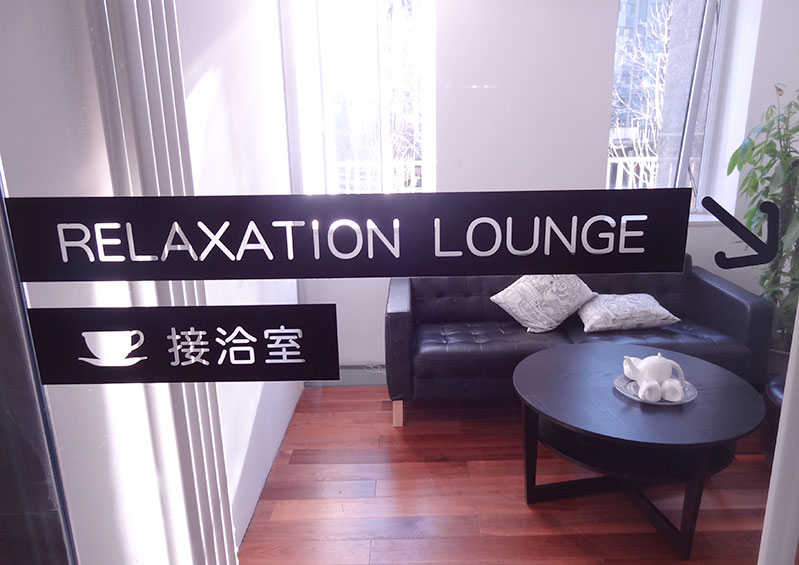 RELAXATION LOUNGE
接洽室